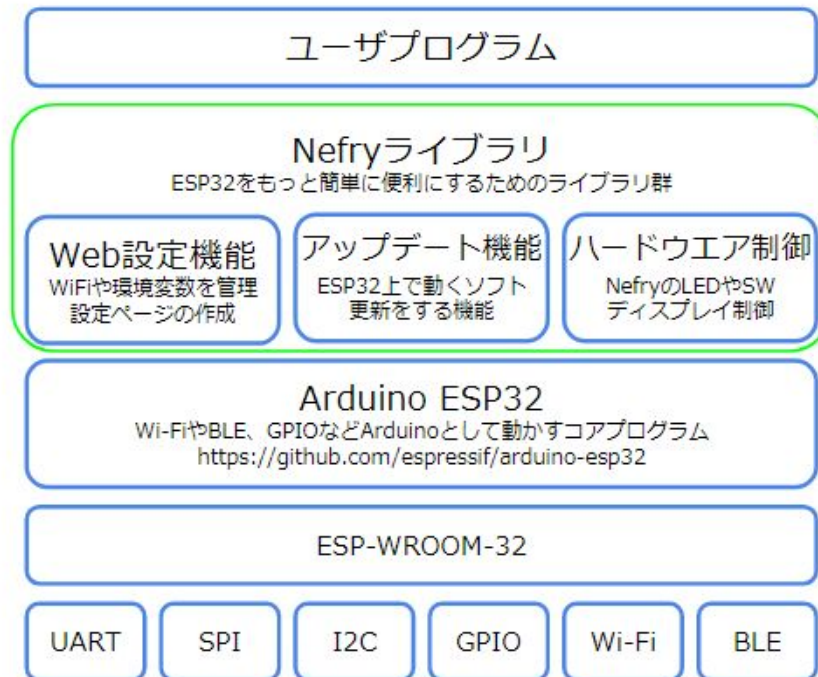 ユーザプログラム
Nefryライブラリ
ESP32をもっと簡単に便利にするためのライブラリ群
Web設定機能
WiFiや環境変数を管理
設定ページの作成
アップデート機能
ESP32上で動くソフト
更新をする機能
ハードウエア制御
NefryのLEDやSW
ディスプレイ制御
Arduino ESP32
Wi-FiやBLE、GPIOなどArduinoとして動かすコアプログラム
https://github.com/espressif/arduino-esp32
ESP-WROOM-32
UART
SPI
I2C
GPIO
Wi-Fi
BLE